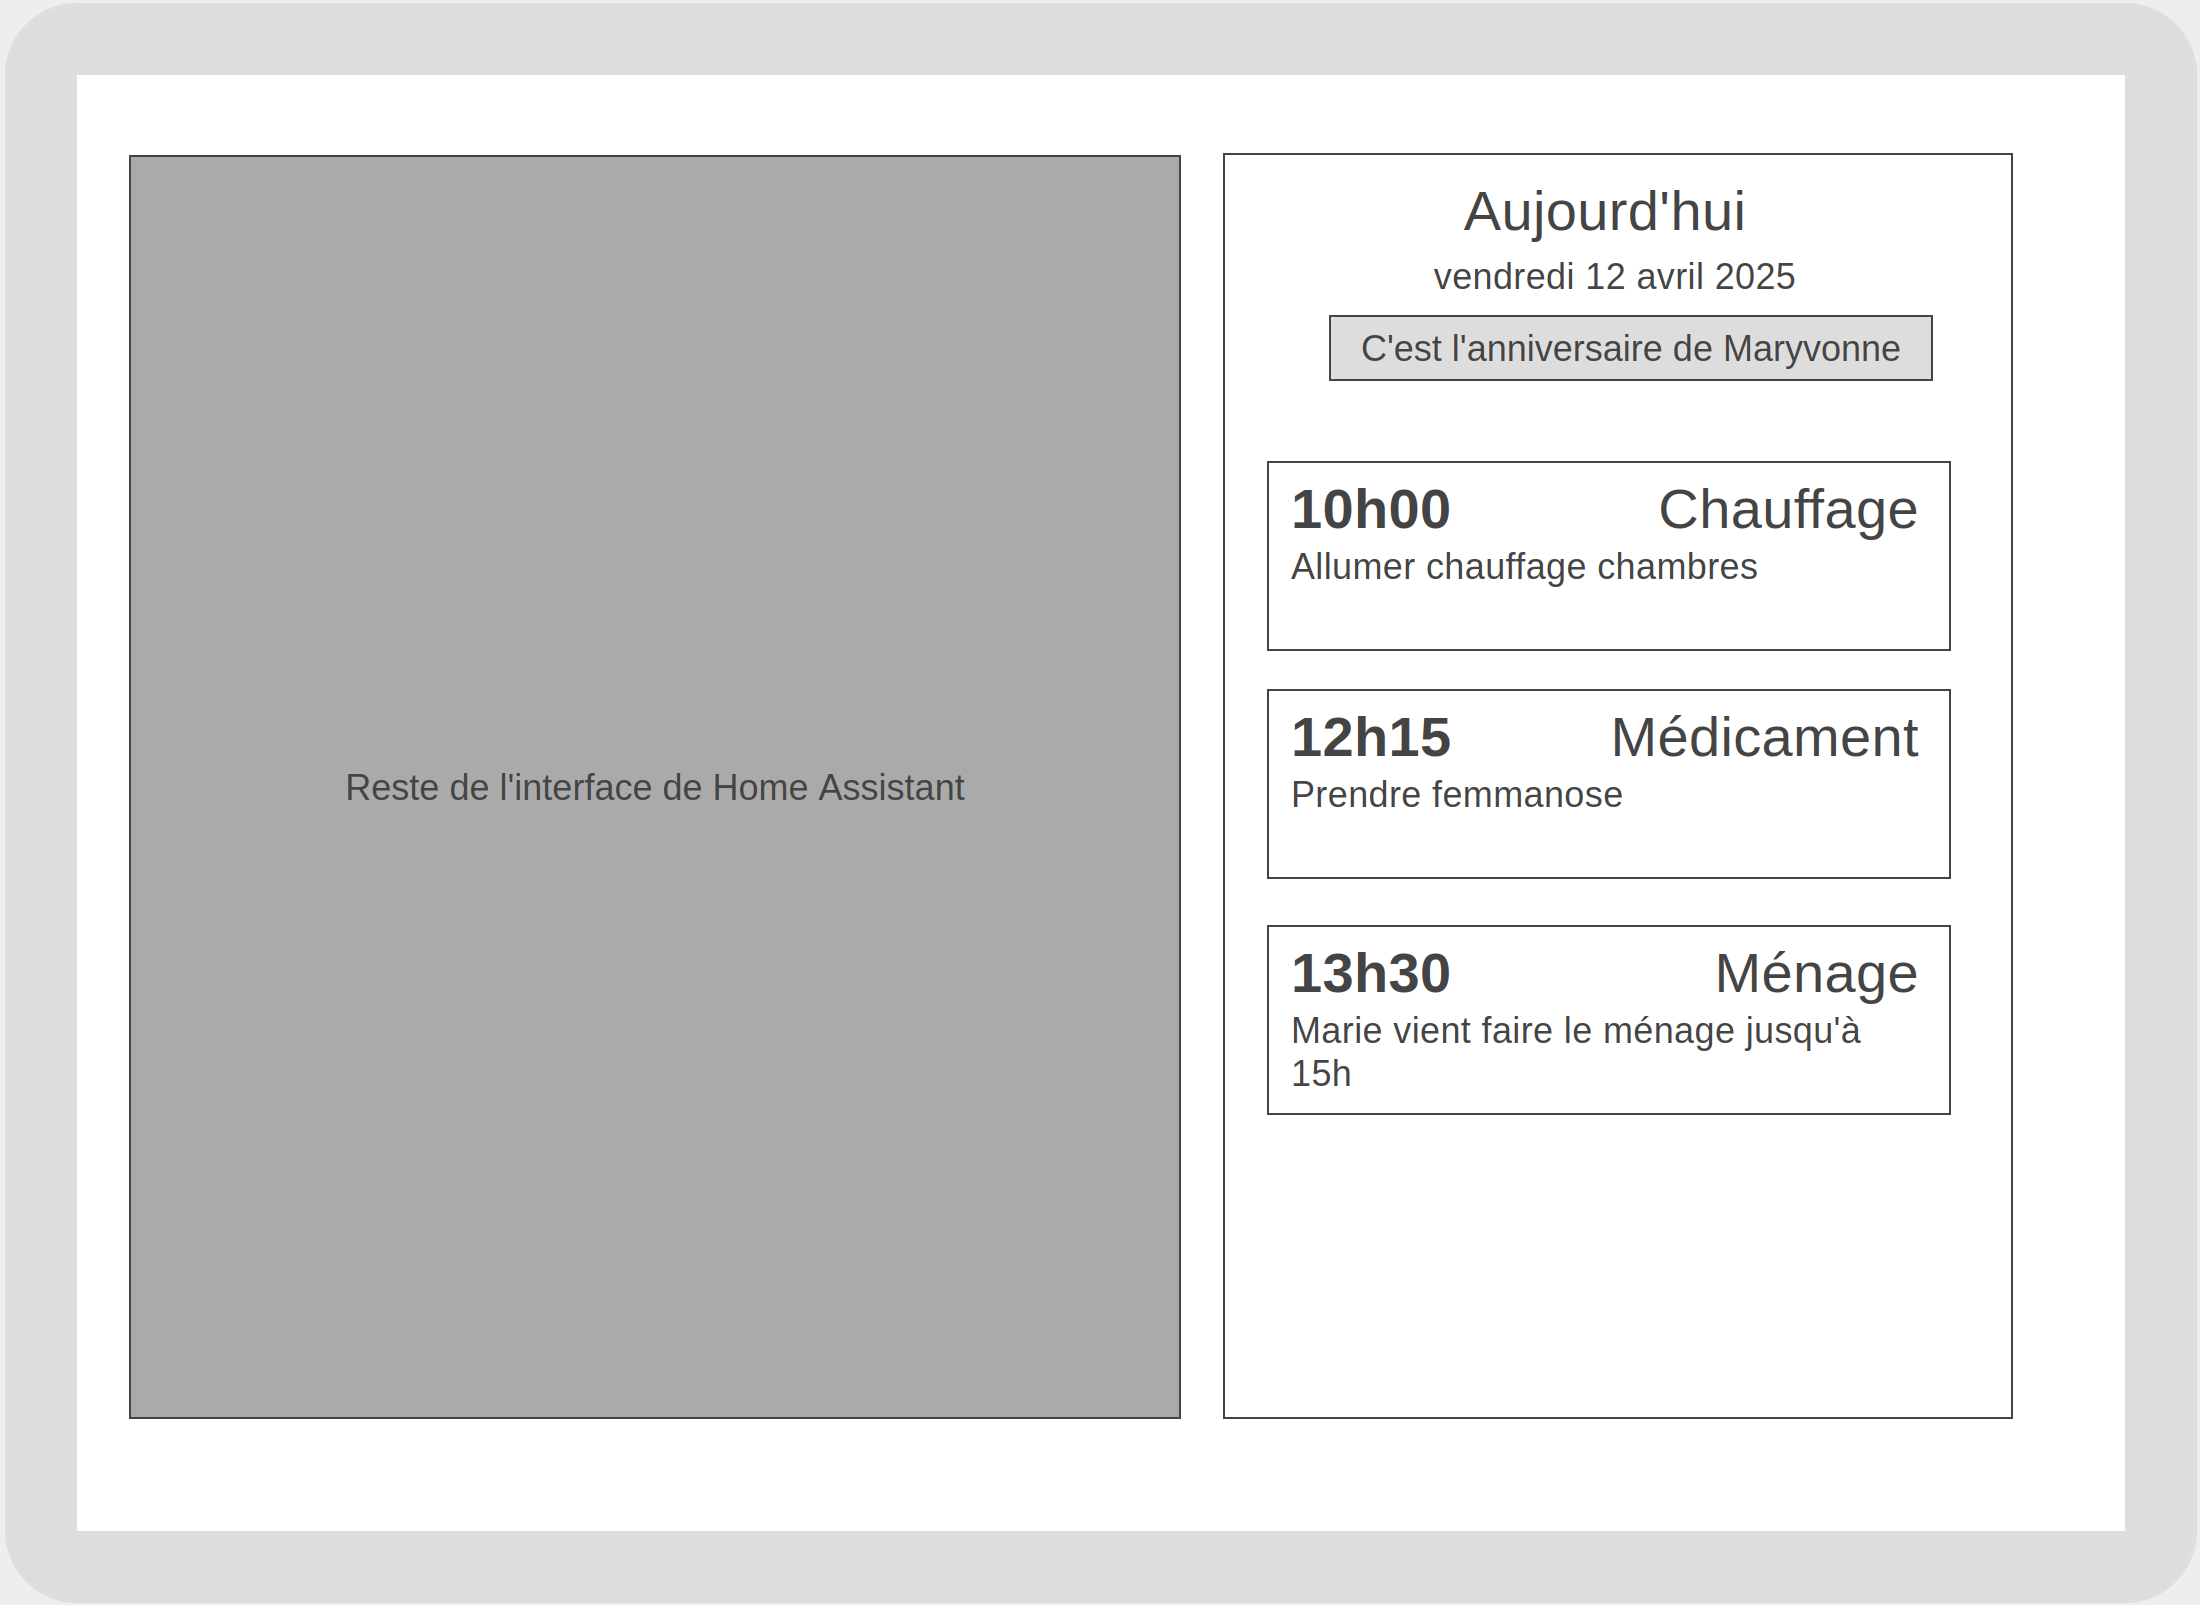 Reste de l'interface de Home Assistant
Aujourd'hui
vendredi 12 avril 2025
C'est l'anniversaire de Maryvonne
10h00 Chauffage
Allumer chauffage chambres
12h15 Médicament
Prendre femmanose
13h30 Ménage
Marie vient faire le ménage jusqu'à
15h